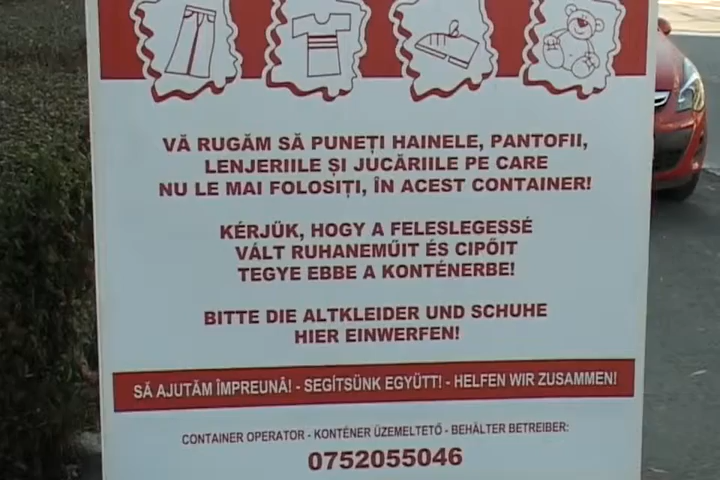 VĂ RUGĂM SĂ PUNEȚI HAINELE, PANTOFII,
LENJERIILE ȘI JUCĂRIILE PE CARE
NU LE MAI FOLOSIȚI, ÎN ACEST CONTAINER!
KÉRJÜK, HOGY A FELESLEGESSÉ
VÁLT RUHANEMŰIT ÉS CIPŐIT
TEGYE EBBE A KONTÉNERBE!
BITTE DIE ALTKLEIDER UND SCHUHE
HIER EINWERFEN!
SĂ AJUTĂM ÎMPREUNĂ! - SEGÍTSÜNK EGYÜTT! - HELFEN WIR ZUSAMMEN!
CONTAINER OPERATOR - KONTÉNER ÜZEMELTETŐ - BEHÄLTER BETREIBER:
0752055046